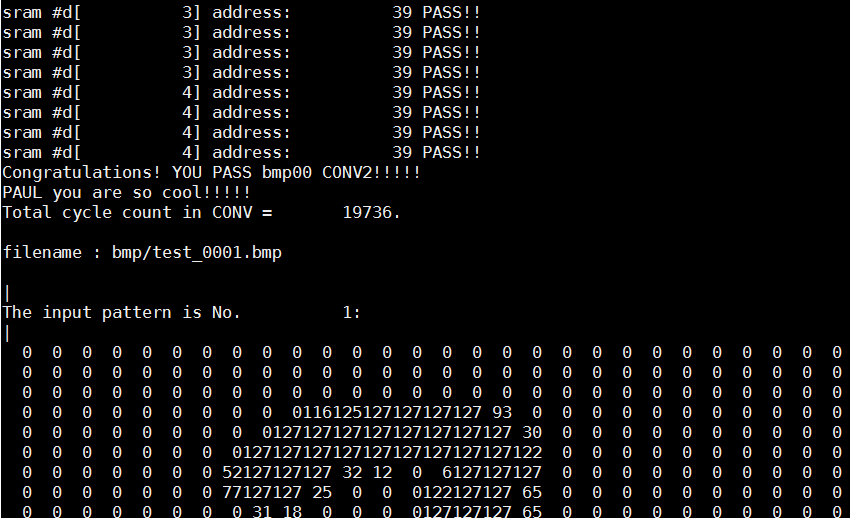 sram #d[          3] address:          39 PASS!!
sram #d[          3] address:          39 PASS!!
sram #d[          3] address:          39 PASS!!
sram #d[          3] address:          39 PASS!!
sram #d[          4] address:          39 PASS!!
sram #d[          4] address:          39 PASS!!
sram #d[          4] address:          39 PASS!!
sram #d[          4] address:          39 PASS!!
Congratulations! YOU PASS bmp00 CONV2!!!!!
PAUL you are so cool!!!!!
Total cycle count in CONV =       19736.
filename : bmp/test_0001.bmp
|
The input pattern is No.          1:
|
  0  0  0  0  0  0  0  0  0  0  0  0  0  0  0  0  0  0  0  0  0  0  0  0  0  0  0  0
  0  0  0  0  0  0  0  0  0  0  0  0  0  0  0  0  0  0  0  0  0  0  0  0  0  0  0  0
  0  0  0  0  0  0  0  0  0  0  0  0  0  0  0  0  0  0  0  0  0  0  0  0  0  0  0  0
  0  0  0  0  0  0  0  0  0  0116125127127127127 93  0  0  0  0  0  0  0  0  0  0  0
  0  0  0  0  0  0  0  0  0127127127127127127127127 30  0  0  0  0  0  0  0  0  0  0
  0  0  0  0  0  0  0  0127127127127127127127127127122  0  0  0  0  0  0  0  0  0  0
  0  0  0  0  0  0  0 52127127127 32 12  0  6127127127  0  0  0  0  0  0  0  0  0  0
  0  0  0  0  0  0  0 77127127 25  0  0  0122127127 65  0  0  0  0  0  0  0  0  0  0
  0  0  0  0  0  0  0  0 31 18  0  0  0  0127127127 65  0  0  0  0  0  0  0  0  0  0